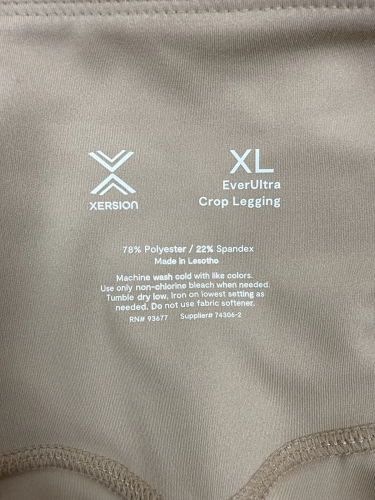 XERSION
XL
EverUltra
Crop Legging
78% Polyester / 22% Spandex
Made in Lesotho
Machine wash cold with like colors.
Use only non-chlorine bleach when needed.
Tumble dry low, iron on lowest setting as
needed. Do not use fabric softener.
RN# 93677 Supplier# 74306-2